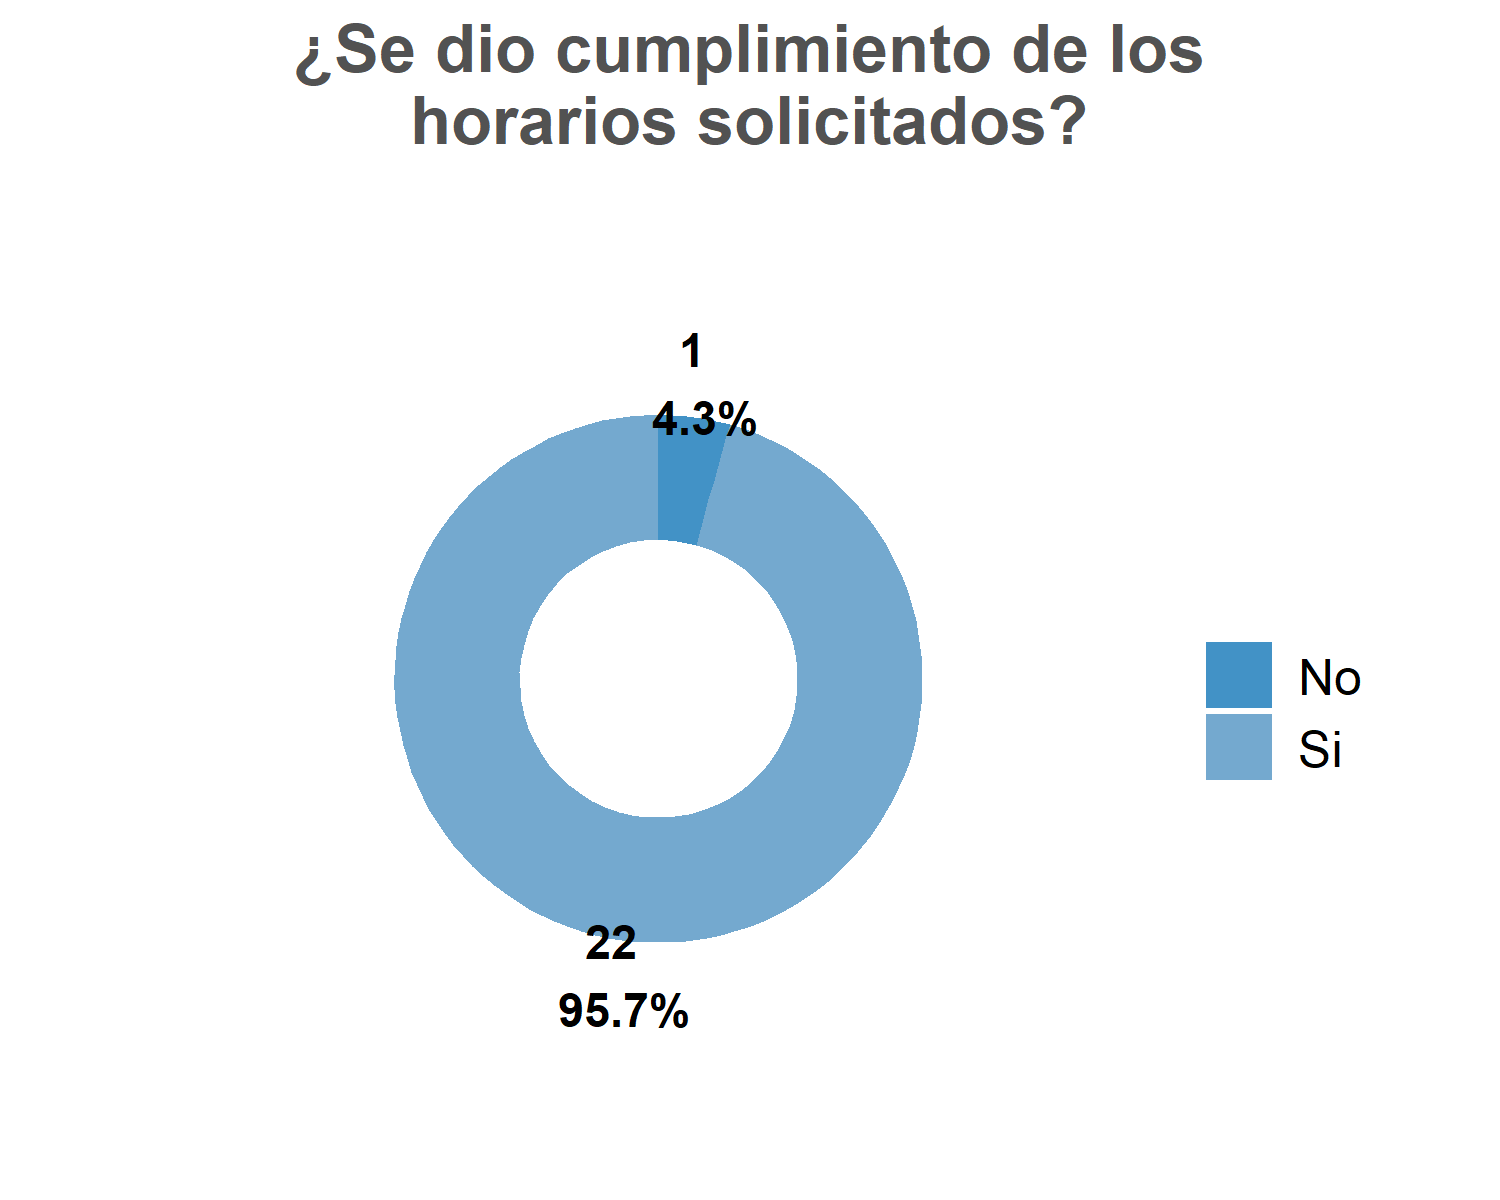 ¿Se dio cumplimiento de los
horarios solicitados?
1
4.3%
22
95.7%
No
Si